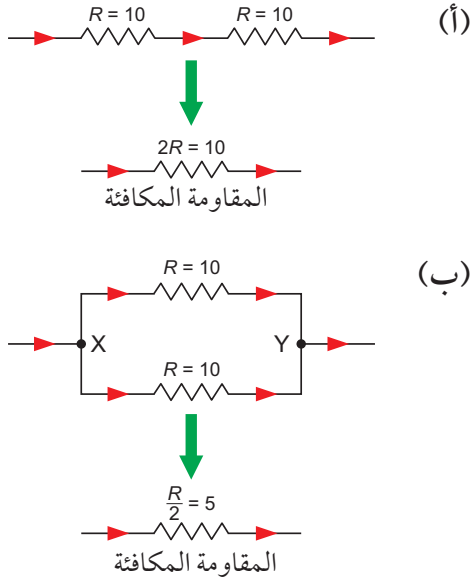 (أ)
R = 10 R = 10
2R = 10
المقاومة المكافئة
(ب)
R = 10
X Y
R = 10
R/2 = 5
المقاومة المكافئة